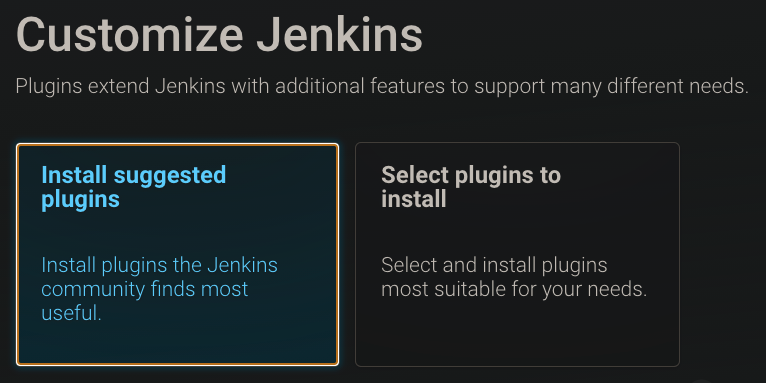 Customize Jenkins
Plugins extend Jenkins with additional features to support many different needs.
Install suggested
plugins
Install plugins the Jenkins
community finds most
useful.
Select plugins to
install
Select and install plugins
most suitable for your needs.